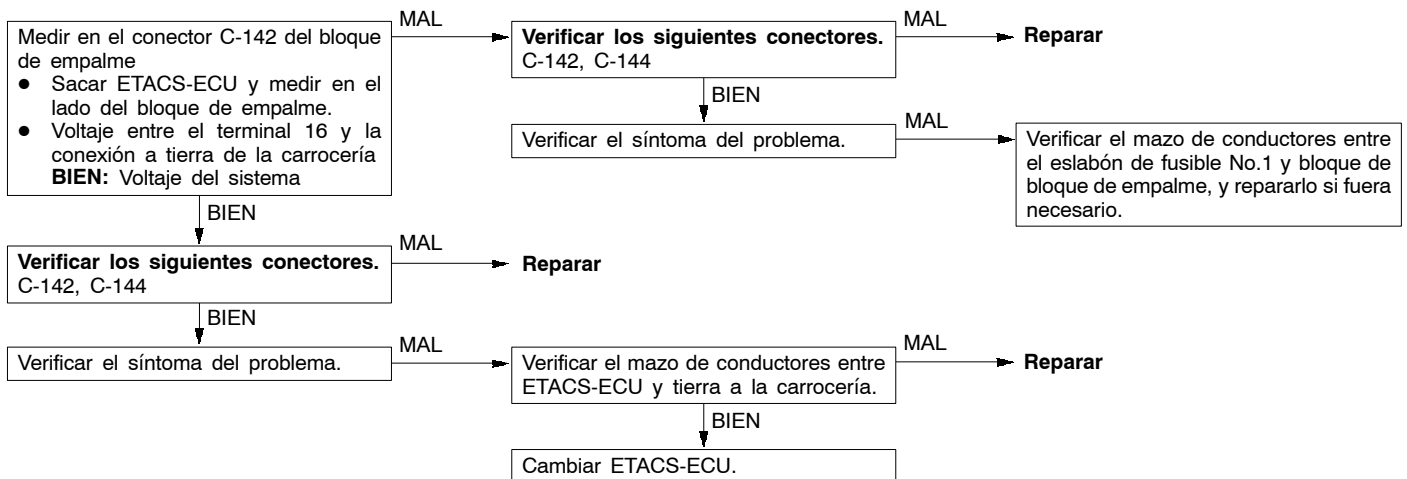 Medir en el conector C-142 del bloque
de empalme
● Sacar ETACS-ECU y medir en el
lado del bloque de empalme.
● Voltaje entre el terminal 16 y la
conexión a tierra de la carrocería
BIEN: Voltaje del sistema
MAL
Verificar los siguientes conectores.
C-142, C-144
MAL
Reparar
BIEN
Verificar el síntoma del problema.
MAL
Verificar el mazo de conductores entre
el eslabón de fusible No.1 y bloque de
bloque de empalme, y repararlo si fuera
necesario.
BIEN
Verificar los siguientes conectores.
C-142, C-144
MAL
Reparar
BIEN
Verificar el síntoma del problema.
MAL
Verificar el mazo de conductores entre
ETACS-ECU y tierra a la carrocería.
MAL
Reparar
BIEN
Cambiar ETACS-ECU.